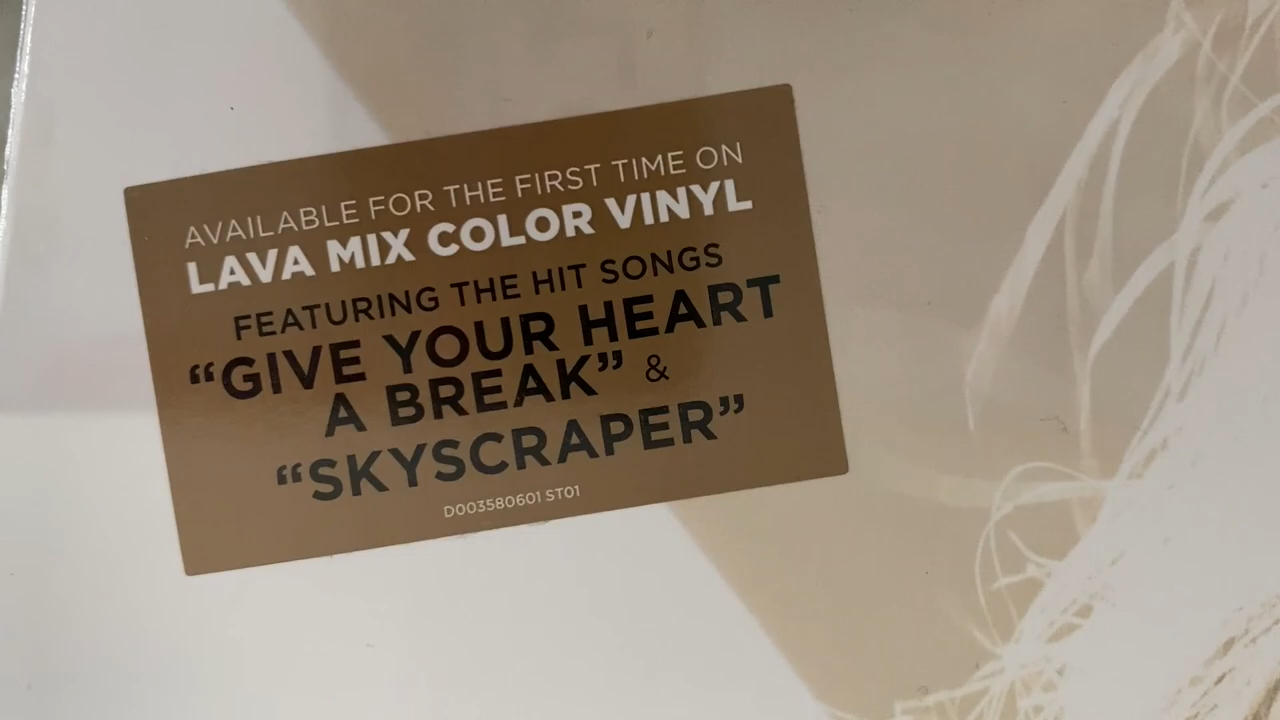 AVAILABLE FOR THE FIRST TIME ON
LAVA MIX COLOR VINYL
FEATURING THE HIT SONGS
“GIVE YOUR HEART
A BREAK” &
“SKYSCRAPER”
D003580601 ST01